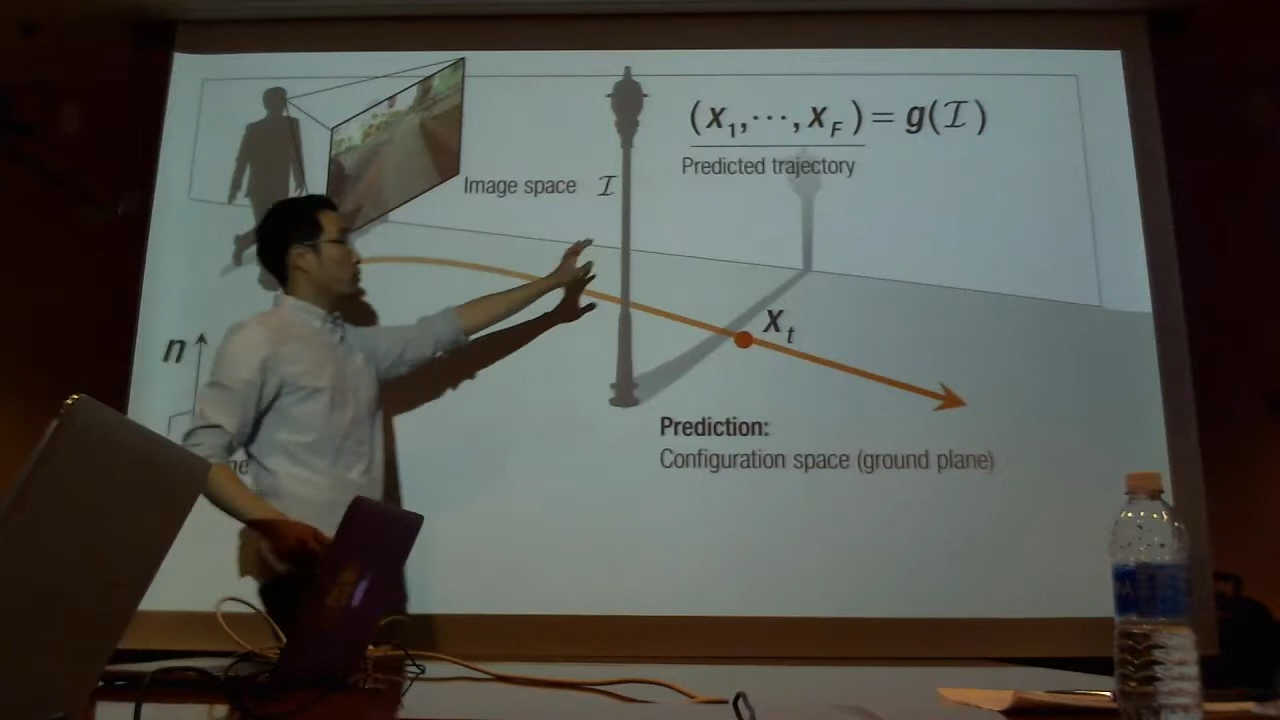 (x₁,⋯,x_F) = g(ℐ)
Predicted trajectory
Image space ℐ
x_t
n
Prediction:
Configuration space (ground plane)